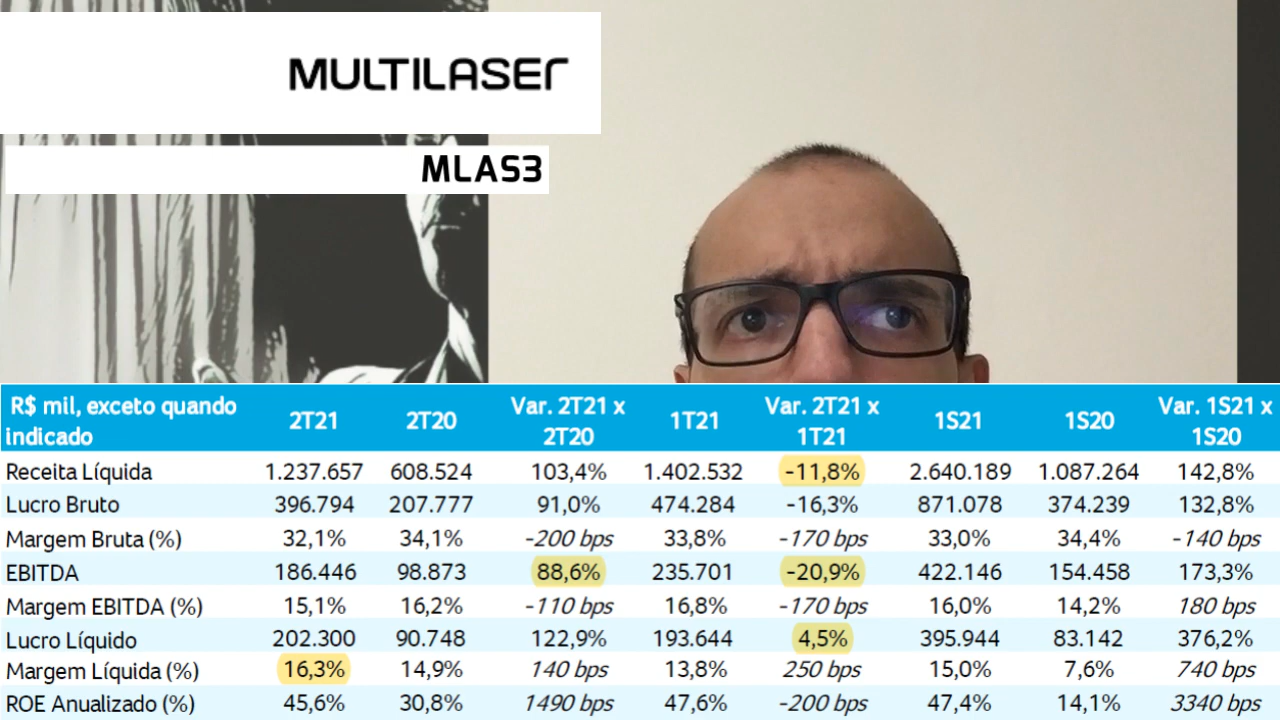 MULTILASER
MLAS3
R$ mil, exceto quando indicado 2T21 2T20 Var. 2T21 x 2T20 1T21 Var. 2T21 x 1T21 1S21 1S20 Var. 1S21 x 1S20
Receita Líquida 1.237.657 608.524 103,4% 1.402.532 -11,8% 2.640.189 1.087.264 142,8%
Lucro Bruto 396.794 207.777 91,0% 474.284 -16,3% 871.078 374.239 132,8%
Margem Bruta (%) 32,1% 34,1% -200 bps 33,8% -170 bps 33,0% 34,4% -140 bps
EBITDA 186.446 98.873 88,6% 235.701 -20,9% 422.146 154.458 173,3%
Margem EBITDA (%) 15,1% 16,2% -110 bps 16,8% -170 bps 16,0% 14,2% 180 bps
Lucro Líquido 202.300 90.748 122,9% 193.644 4,5% 395.944 83.142 376,2%
Margem Líquida (%) 16,3% 14,9% 140 bps 13,8% 250 bps 15,0% 7,6% 740 bps
ROE Anualizado (%) 45,6% 30,8% 1490 bps 47,6% -200 bps 47,4% 14,1% 3340 bps